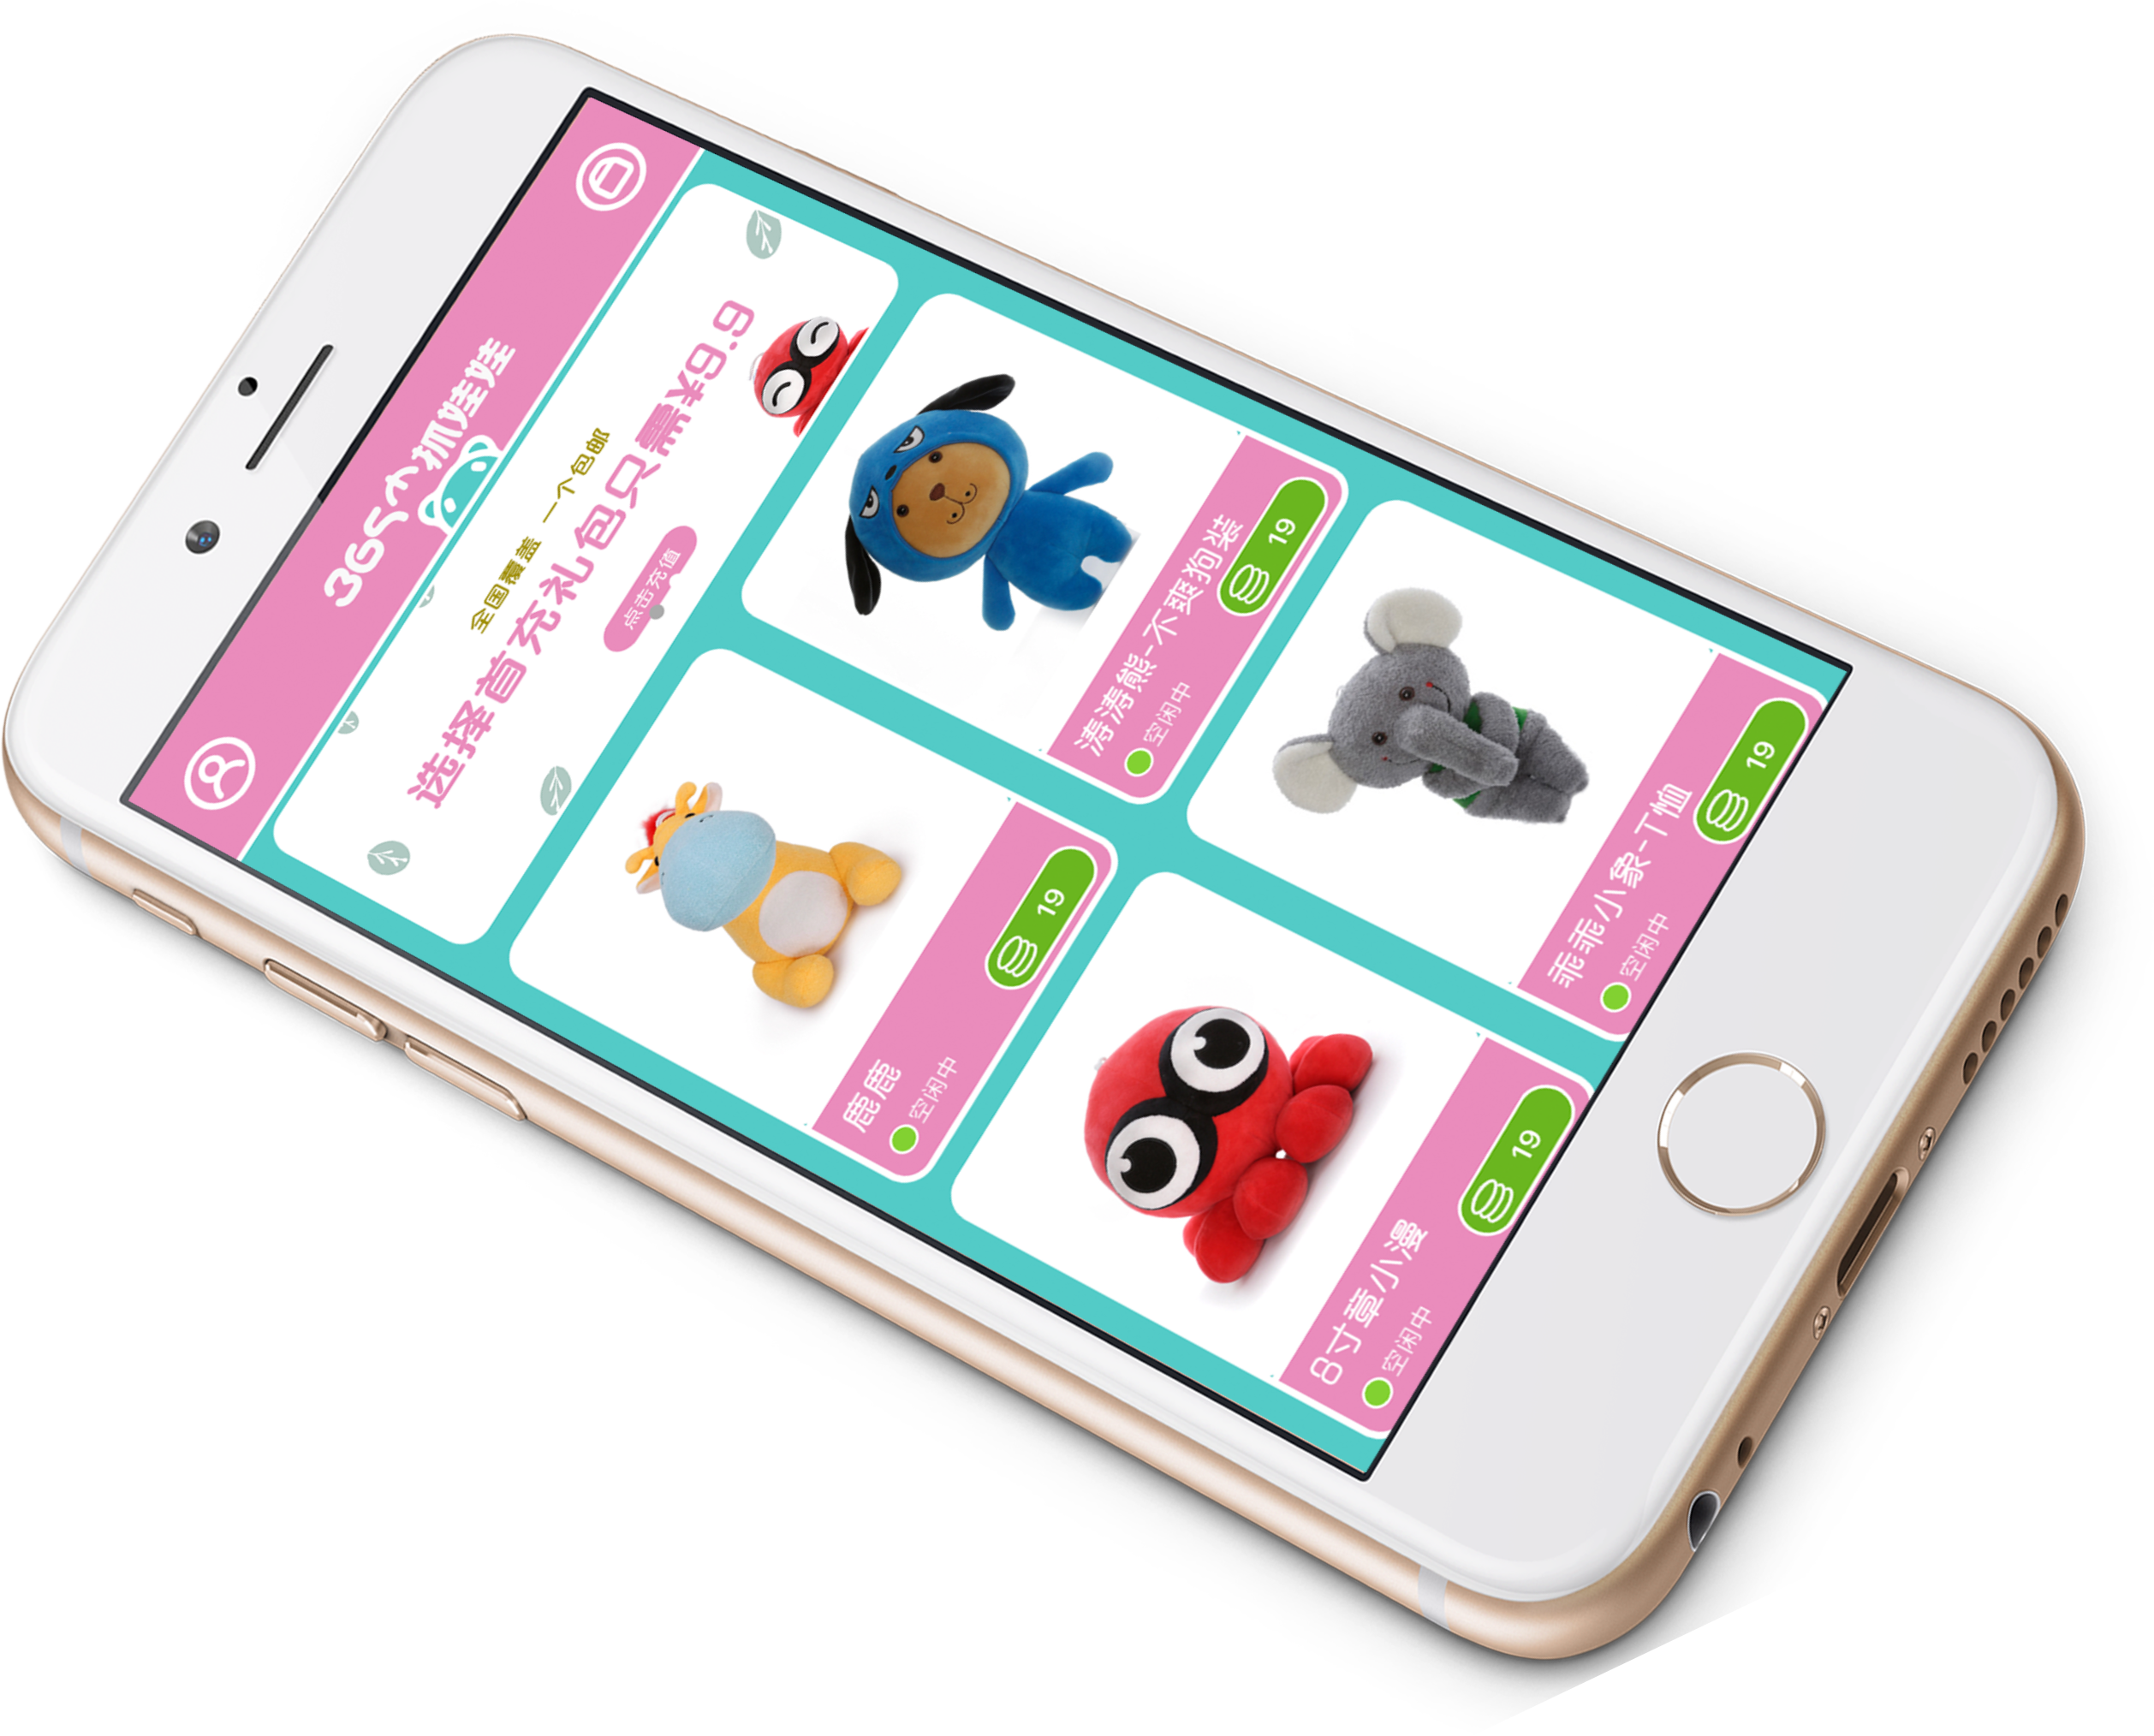 365个抓娃娃
全国覆盖 一个包邮
选择首充礼包只需¥9.9
点击充值
鹿鹿
空闲中
19
涛涛熊-不爽狗装
空闲中
19
8寸章小漫
空闲中
19
乖乖小象-T恤
空闲中
19